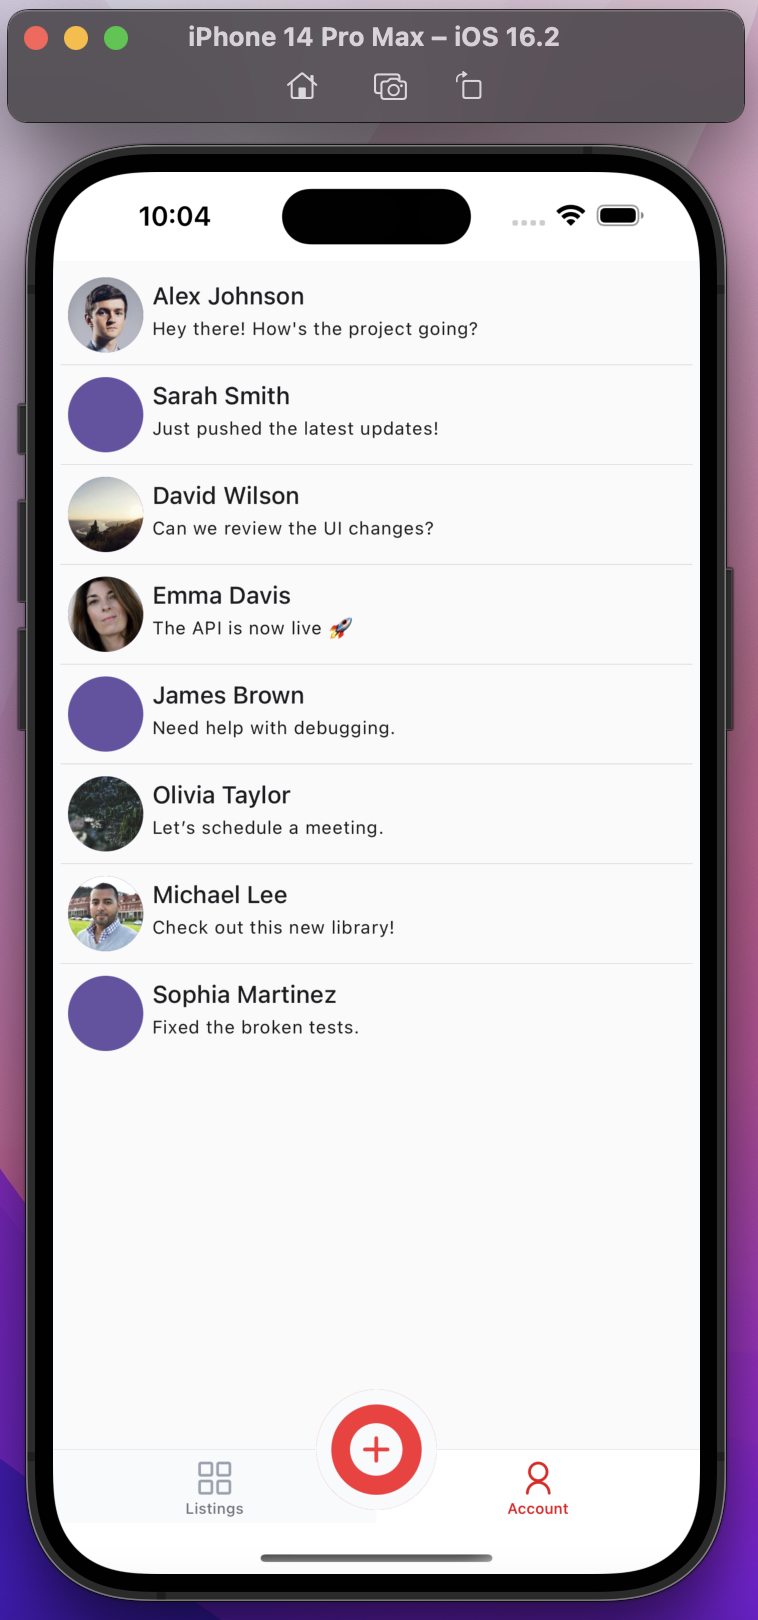 iPhone 14 Pro Max – iOS 16.2
10:04
Alex Johnson
Hey there! How's the project going?
Sarah Smith
Just pushed the latest updates!
David Wilson
Can we review the UI changes?
Emma Davis
The API is now live 🚀
James Brown
Need help with debugging.
Olivia Taylor
Let’s schedule a meeting.
Michael Lee
Check out this new library!
Sophia Martinez
Fixed the broken tests.
Listings
Account